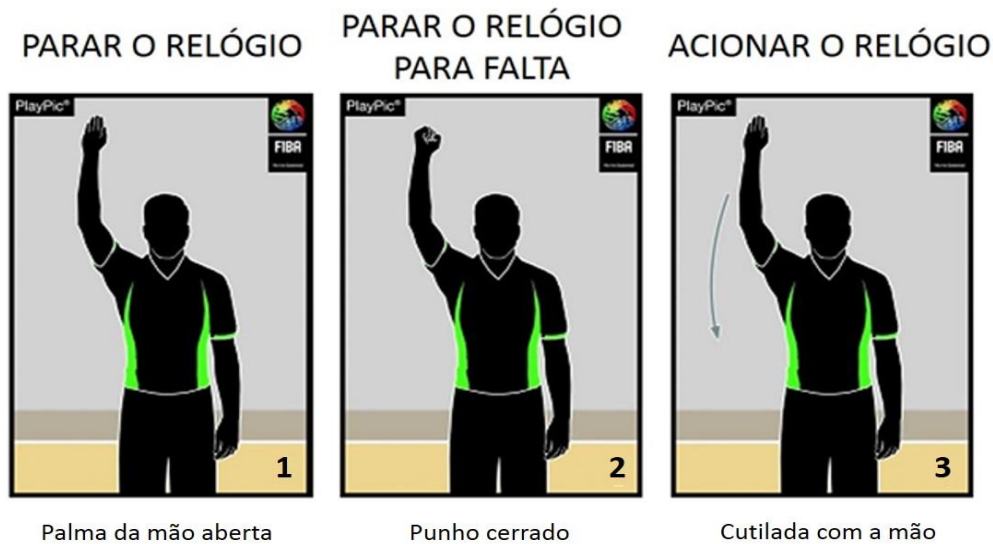 PARAR O RELÓGIO
PARAR O RELÓGIO
PARA FALTA
ACIONAR O RELÓGIO
PlayPic®
FIBA
1
PlayPic®
FIBA
2
PlayPic®
FIBA
3
Palma da mão aberta
Punho cerrado
Cutilada com a mão